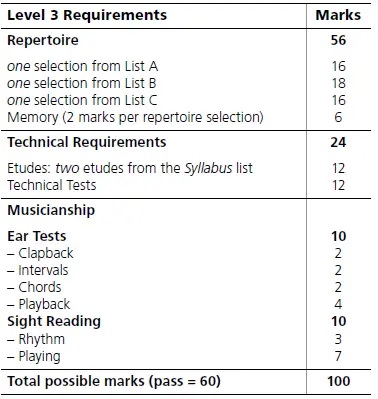 Level 3 Requirements Marks
Repertoire 56
one selection from List A 16
one selection from List B 18
one selection from List C 16
Memory (2 marks per repertoire selection) 6
Technical Requirements 24
Etudes: two etudes from the Syllabus list 12
Technical Tests 12
Musicianship
Ear Tests 10
– Clapback 2
– Intervals 2
– Chords 2
– Playback 4
Sight Reading 10
– Rhythm 3
– Playing 7
Total possible marks (pass = 60) 100